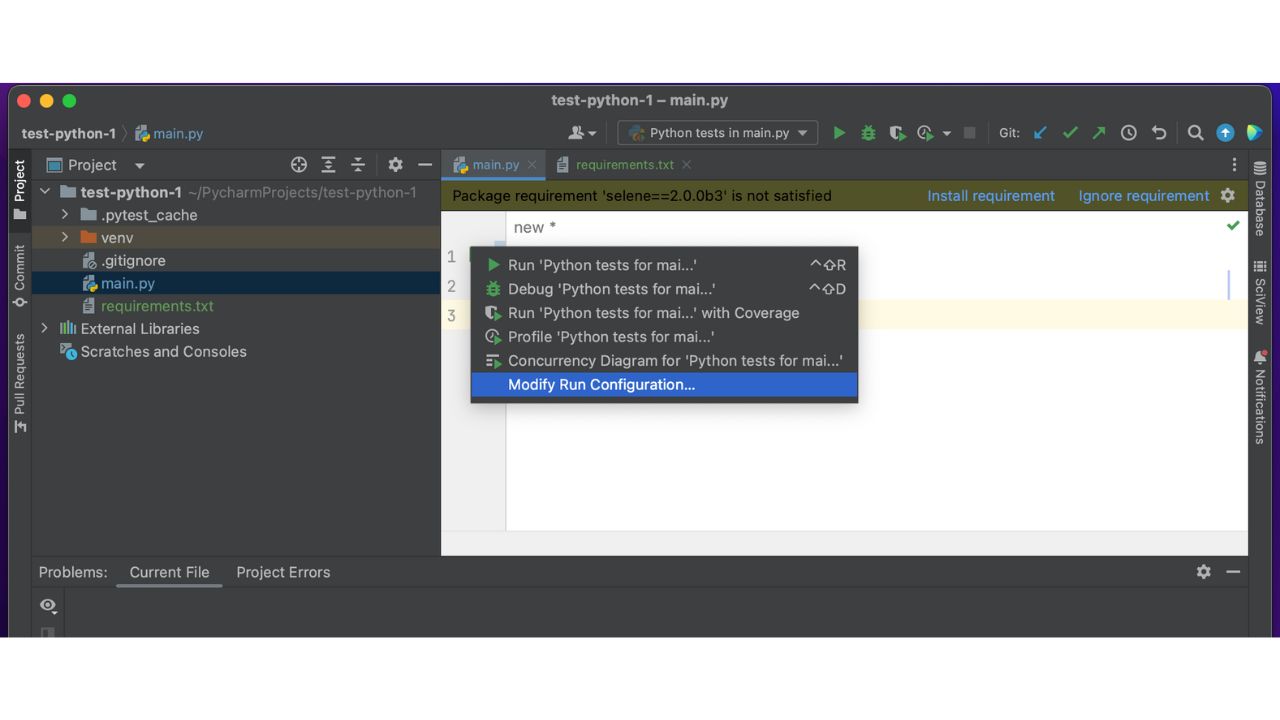 test-python-1 – main.py
test-python-1 main.py
Python tests in main.py
Git:
Project
Commit
Pull Requests
Project
test-python-1 ~/PycharmProjects/test-python-1
.pytest_cache
venv
.gitignore
main.py
requirements.txt
External Libraries
Scratches and Consoles
main.py requirements.txt
Package requirement 'selene==2.0.0b3' is not satisfied Install requirement Ignore requirement
new *
1
2
3
Run 'Python tests for mai...' ^⇧R
Debug 'Python tests for mai...' ^⇧D
Run 'Python tests for mai...' with Coverage
Profile 'Python tests for mai...'
Concurrency Diagram for 'Python tests for mai...'
Modify Run Configuration...
Database
SciView
Notifications
Problems: Current File Project Errors